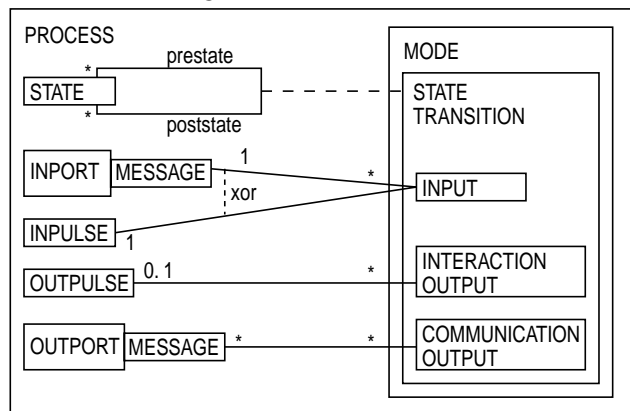 PROCESS
MODE
prestate
*
STATE
*
poststate
STATE
TRANSITION
INPORT
MESSAGE
1
*
INPUT
xor
INPULSE
1
OUTPULSE
0. 1
*
INTERACTION
OUTPUT
OUTPORT
MESSAGE
*
*
COMMUNICATION
OUTPUT